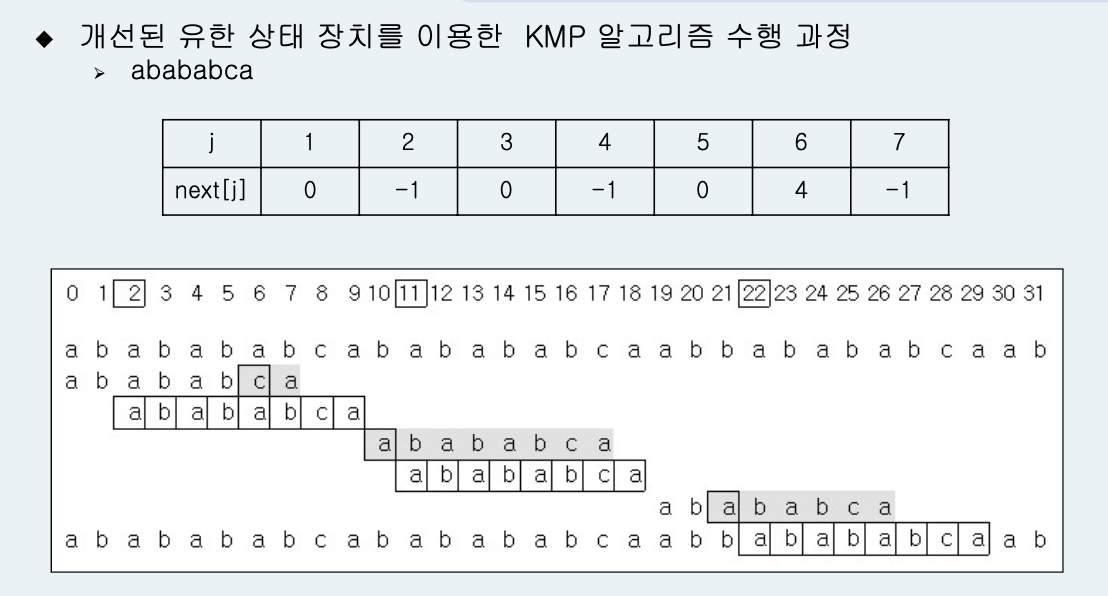 ◆ 개선된 유한 상태 장치를 이용한 KMP 알고리즘 수행 과정
➢ abababca
j 1 2 3 4 5 6 7
next[j] 0 -1 0 -1 0 4 -1
0 1 2 3 4 5 6 7 8 9 10 11 12 13 14 15 16 17 18 19 20 21 22 23 24 25 26 27 28 29 30 31
a b a b a b a b c a b a b a b a b c a a b b a b a b a b c a a b
a b a b a b c a
a b a b a b c a
a b a b a b c a
a b a b a b c a
a b a b a b c a
a b a b a b a b c a b a b a b a b c a a b b a b a b a b c a a b